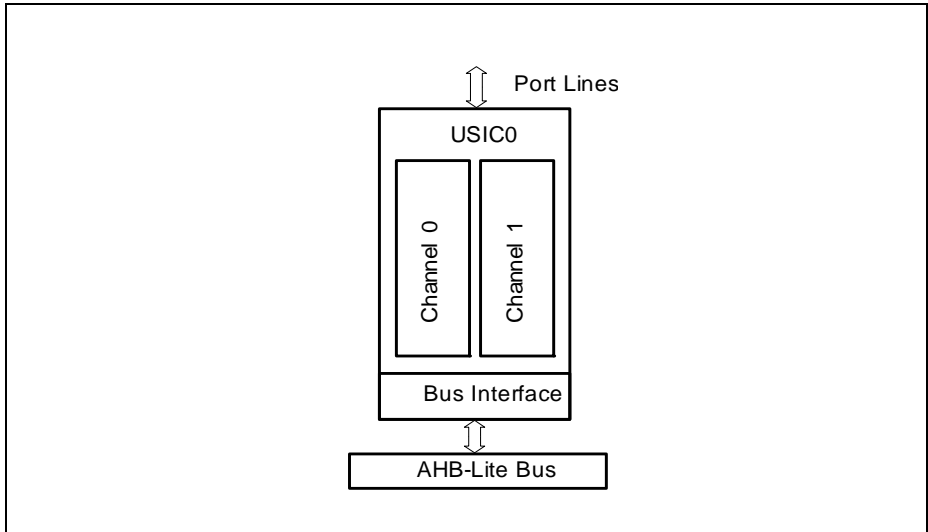 Port Lines
USIC0
Channel 0
Channel 1
Bus Interface
AHB-Lite Bus